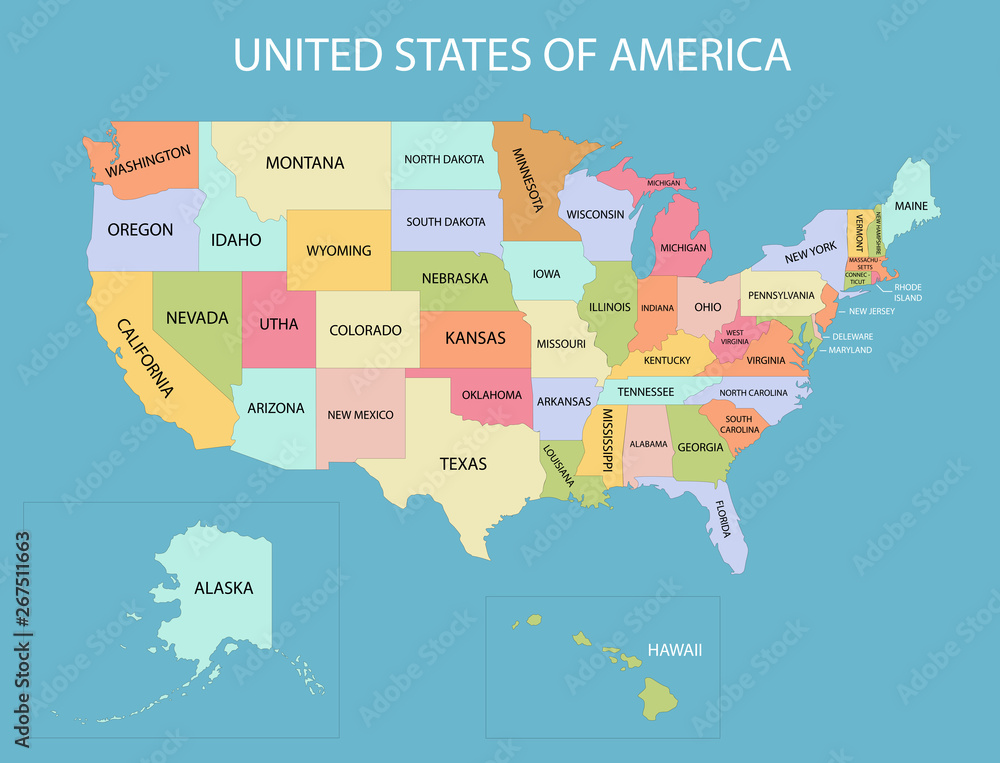 UNITED STATES OF AMERICA
WASHINGTON
MONTANA
NORTH DAKOTA
MINNESOTA
MICHIGAN
MAINE
OREGON
IDAHO
SOUTH DAKOTA
WISCONSIN
VERMONT
NEW HAMPSHIRE
WYOMING
MICHIGAN
NEW YORK
MASSACHU -
SETTS
NEBRASKA
IOWA
CONNEC -
TICUT
RHODE
ISLAND
NEVADA
UTHA
COLORADO
ILLINOIS
INDIANA
OHIO
PENNSYLVANIA
NEW JERSEY
CALIFORNIA
KANSAS
MISSOURI
WEST
VIRGINIA
DELEWARE
MARYLAND
KENTUCKY
VIRGINIA
ARIZONA
NEW MEXICO
OKLAHOMA
ARKANSAS
TENNESSEE
NORTH CAROLINA
TEXAS
LOUISIANA
MISSISSIPPI
ALABAMA
GEORGIA
SOUTH
CAROLINA
FLORIDA
ALASKA
HAWAII
Adobe Stock | #267511663